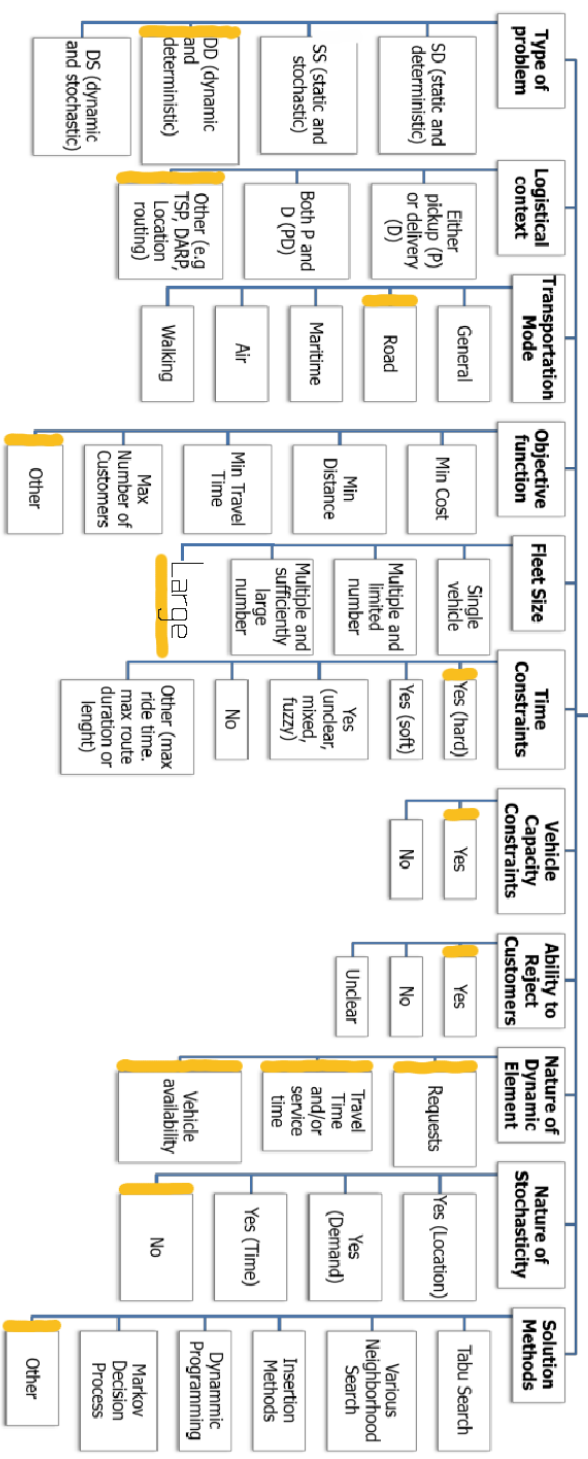 Type of
problem
SD (static and
deterministic)
SS (static and
stochastic)
DD (dynamic
and
deterministic)
DS (dynamic
and stochastic)
Logistical
context
Either
pickup (P)
or delivery
(D)
Both P and
D (PD)
Other (e.g
TSP, DARP,
Location
routing)
Transportation
Mode
General
Road
Maritime
Air
Walking
Objective
function
Min Cost
Min
Distance
Min Travel
Time
Max
Number of
Customers
Other
Fleet Size
Single
vehicle
Multiple and
limited
number
Multiple and
sufficiently
large
number
Large
Time
Constraints
Yes (hard)
Yes (soft)
Yes
(unclear,
mixed,
fuzzy)
No
Other (max
ride time.
max route
duration or
lenght)
Vehicle
Capacity
Constraints
Yes
No
Ability to
Reject
Customers
Yes
No
Unclear
Nature of
Dynamic
Element
Requests
Travel
Time
and/or
service
time
Vehicle
availability
Nature of
Stochasticity
Yes (Location)
Yes
(Demand)
Yes (Time)
No
Solution
Methods
Tabu Search
Various
Neighborhood
Search
Insertion
Methods
Dynammic
Programming
Markov
Decision
Process
Other